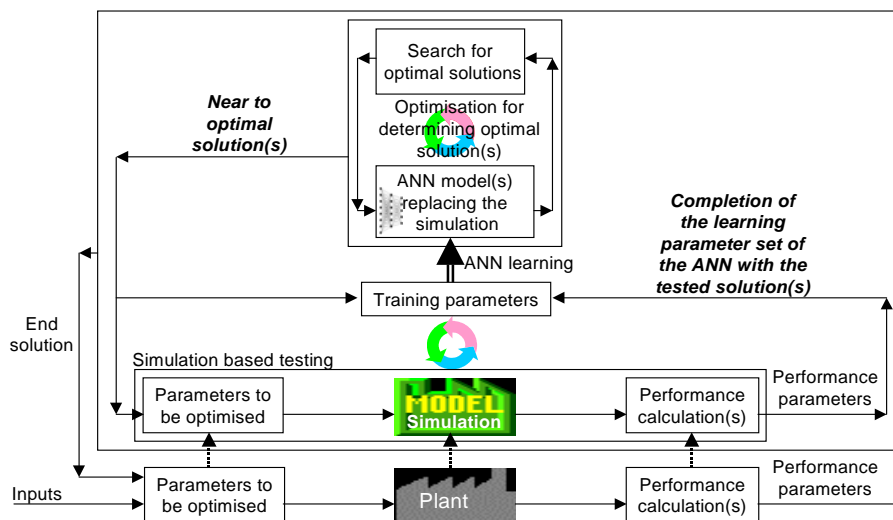 Search for
optimal solutions
Near to
optimal
solution(s)
Optimisation for
determining optimal
solution(s)
ANN model(s)
replacing the
simulation
Completion of
the learning
parameter set of
the ANN with the
tested solution(s)
ANN learning
Training parameters
End
solution
Simulation based testing
Parameters to
be optimised
MODEL
Simulation
Performance
calculation(s)
Performance
parameters
Inputs
Parameters to
be optimised
Plant
Performance
calculation(s)
Performance
parameters